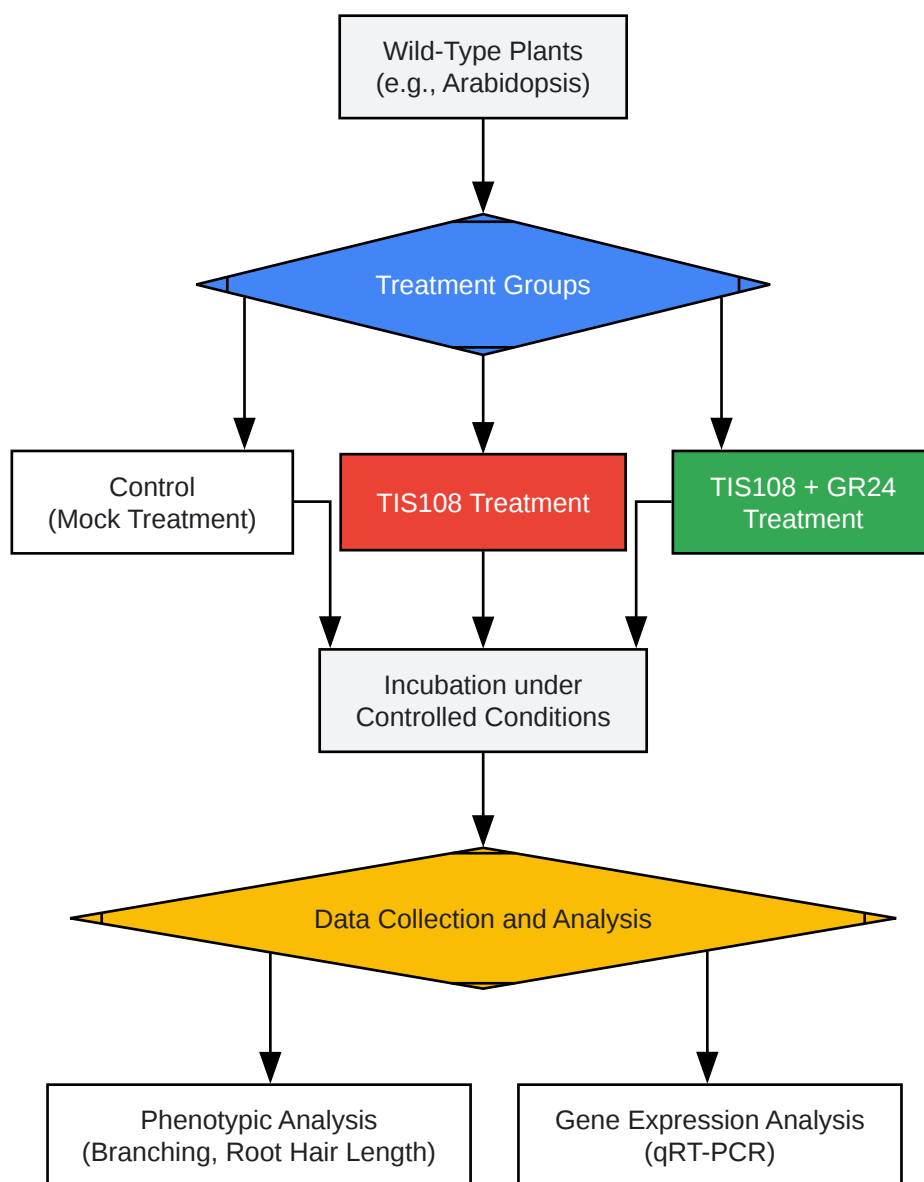 Wild-Type Plants
(e.g., Arabidopsis)
Treatment Groups
Control
(Mock Treatment)
TIS108 Treatment
TIS108 + GR24
Treatment
Incubation under
Controlled Conditions
Data Collection and Analysis
Phenotypic Analysis
(Branching, Root Hair Length)
Gene Expression Analysis
(qRT-PCR)